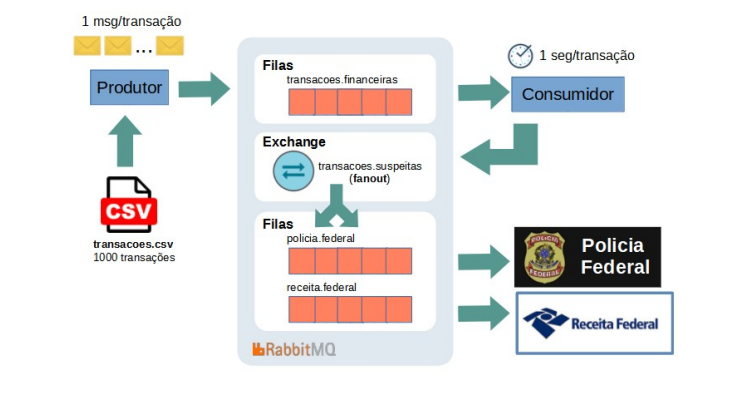 1 msg/transação
...
Produtor
CSV
transacoes.csv
1000 transações
Filas
transacoes.financeiras
Exchange
transacoes.suspeitas
(fanout)
Filas
policia.federal
receita.federal
RabbitMQ
1 seg/transação
Consumidor
POLICIA
FEDERAL
Policia
Federal
Receita Federal